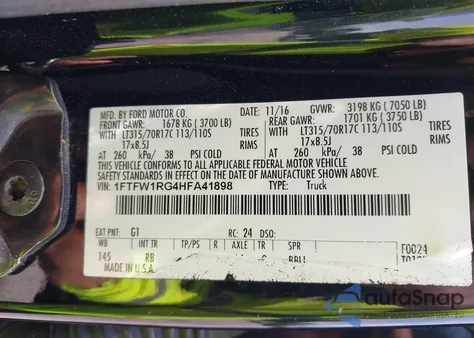 MFD. BY FORD MOTOR CO.
DATE: 11/16 GVWR: 3198 KG ( 7050 LB)
FRONT GAWR: 1678 KG ( 3700 LB)
REAR GAWR: 1701 KG ( 3750 LB)
WITH LT315/70R17C 113/110S TIRES
17x8.5J RIMS
AT 260 kPa/ 38 PSI COLD
WITH LT315/70R17C 113/110S TIRES
17x8.5J RIMS
AT 260 kPa/ 38 PSI COLD
THIS VEHICLE CONFORMS TO ALL APPLICABLE FEDERAL MOTOR VEHICLE
SAFETY STANDARDS IN EFFECT ON THE DATE OF MANUFACTURE SHOWN ABOVE.
VIN: 1FTFW1RG4HFA41898 TYPE: Truck
EXT PNT: G1 RC: 24 DSO:
WB INT TR TP/PS R AXLE SPR
145 RB
F0024
MADE IN U.S.A.
autoSnap